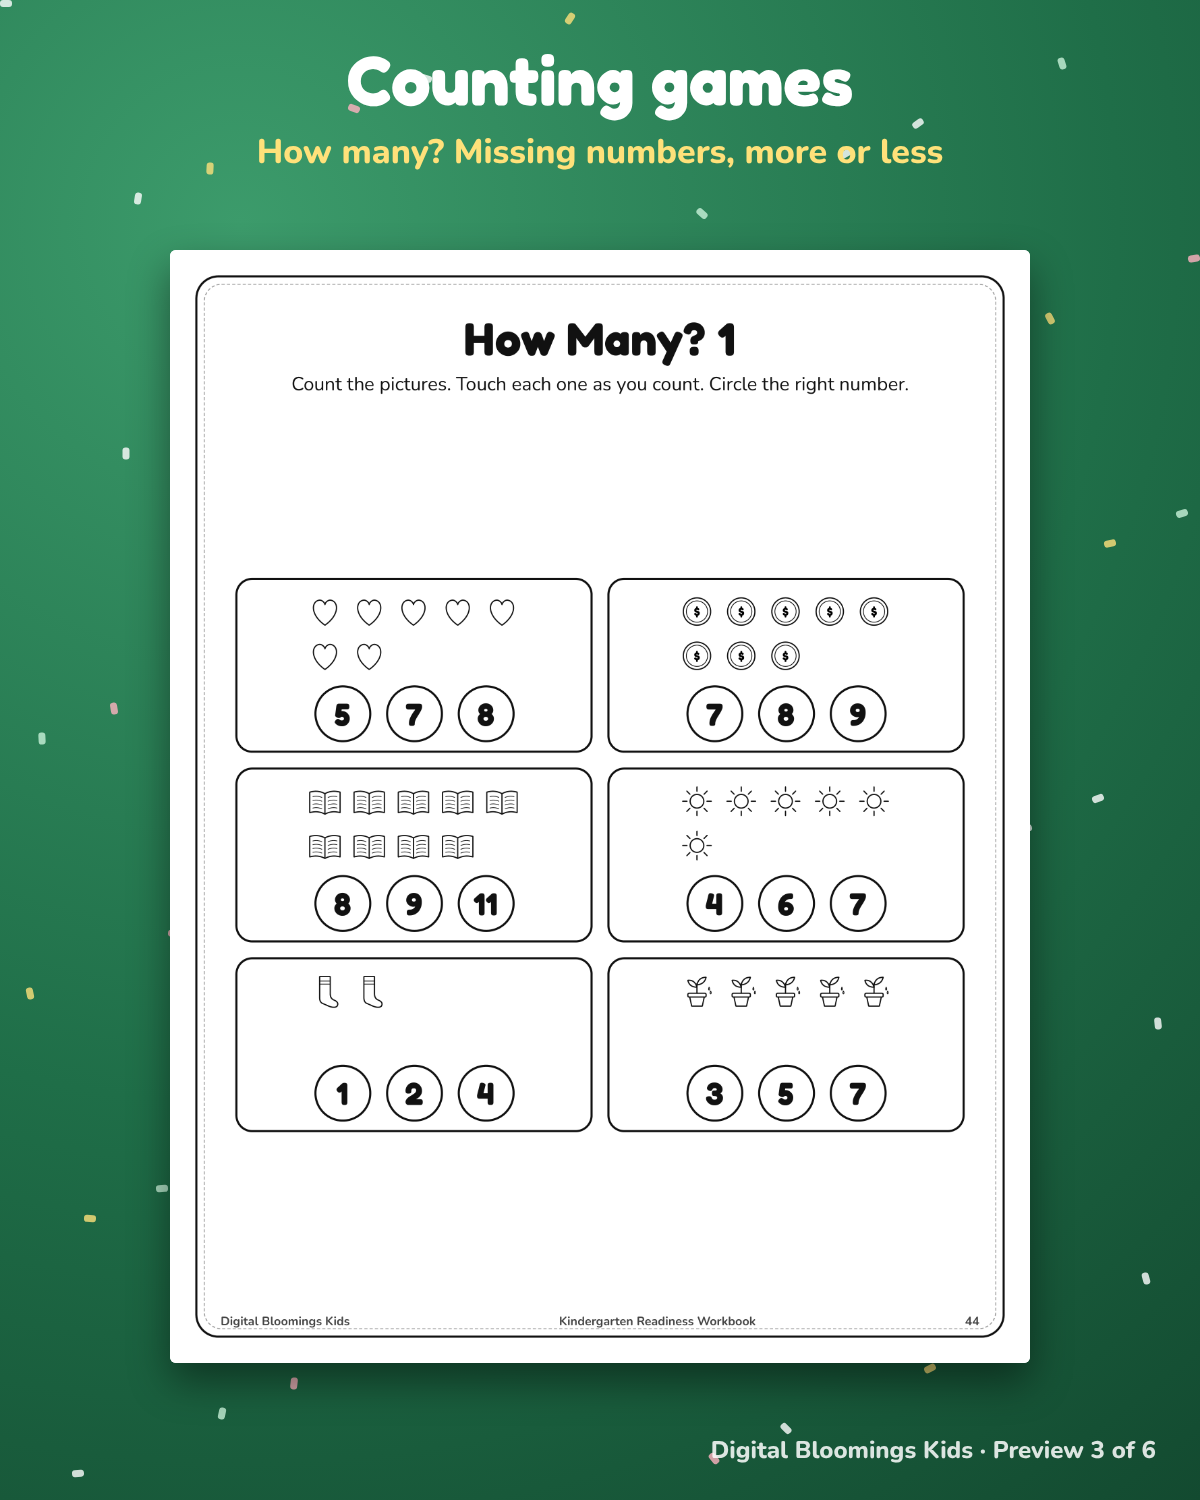 Counting games
How many? Missing numbers, more or less
How Many? 1
Count the pictures. Touch each one as you count. Circle the right number.
$ $ $ $ $
$ $ $
5 7 8
7 8 9
8 9 11
4 6 7
1 2 4
3 5 7
Digital Bloomings Kids
Kindergarten Readiness Workbook
44
Digital Bloomings Kids · Preview 3 of 6